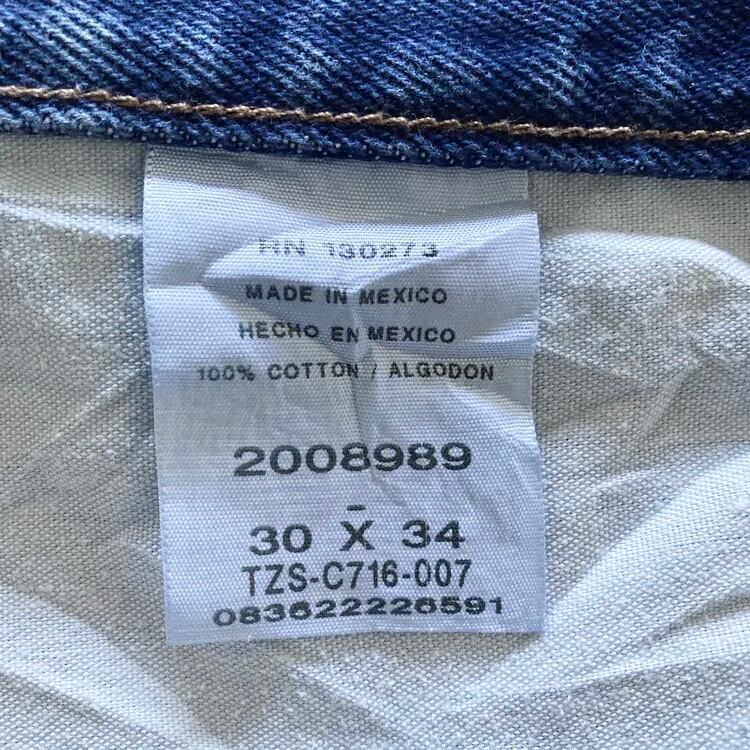 RN 130273
MADE IN MEXICO
HECHO EN MEXICO
100% COTTON / ALGODON
2008989
-
30 X 34
TZS-C716-007
083622226591